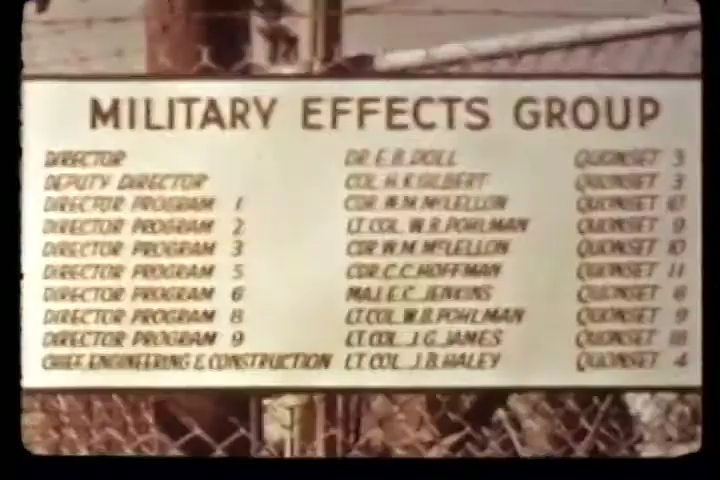 MILITARY EFFECTS GROUP
DIRECTOR DR. E.B. DOLL QUONSET 3
DEPUTY DIRECTOR COL. H.K. GILBERT QUONSET 3
DIRECTOR PROGRAM 1 CDR. W.M. McLELLON QUONSET 10
DIRECTOR PROGRAM 2 LT. COL. W.B. POHLMAN QUONSET 9
DIRECTOR PROGRAM 3 CDR. W.M. McLELLON QUONSET 10
DIRECTOR PROGRAM 5 CDR. C.C. HOFFMAN QUONSET 11
DIRECTOR PROGRAM 6 MAJ. E.C. JENKINS QUONSET 8
DIRECTOR PROGRAM 8 LT. COL. W.B. POHLMAN QUONSET 9
DIRECTOR PROGRAM 9 LT. COL. J.G. JAMES QUONSET
CHIEF, ENGINEERING & CONSTRUCTION LT. COL. J.B. HALEY QUONSET 4